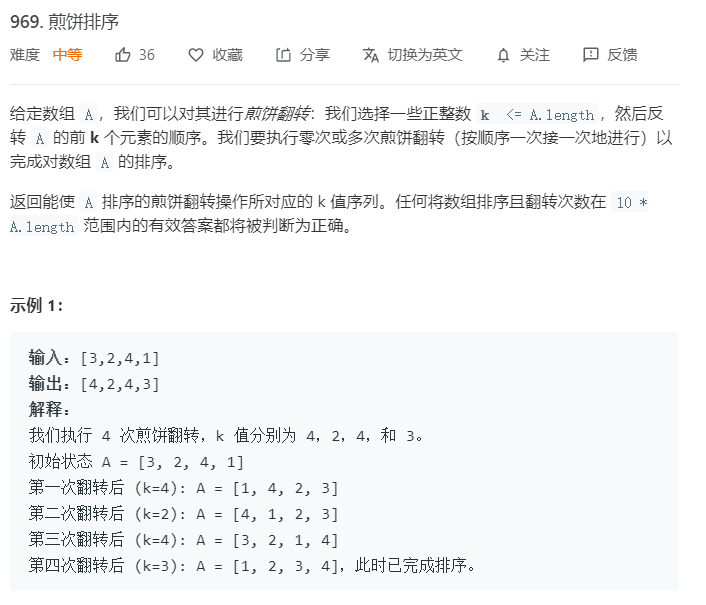 969. 煎饼排序
难度 中等 36 收藏 分享 切换为英文 关注 反馈
给定数组 A ，我们可以对其进行煎饼翻转：我们选择一些正整数 k <= A.length ，然后反
转 A 的前 k 个元素的顺序。我们要执行零次或多次煎饼翻转（按顺序一次接一次地进行）以
完成对数组 A 的排序。
返回能使 A 排序的煎饼翻转操作所对应的 k 值序列。任何将数组排序且翻转次数在 10 *
A.length 范围内的有效答案都将被判断为正确。
示例 1：
输入：[3,2,4,1]
输出：[4,2,4,3]
解释：
我们执行 4 次煎饼翻转，k 值分别为 4，2，4，和 3。
初始状态 A = [3, 2, 4, 1]
第一次翻转后 (k=4): A = [1, 4, 2, 3]
第二次翻转后 (k=2): A = [4, 1, 2, 3]
第三次翻转后 (k=4): A = [3, 2, 1, 4]
第四次翻转后 (k=3): A = [1, 2, 3, 4]，此时已完成排序。